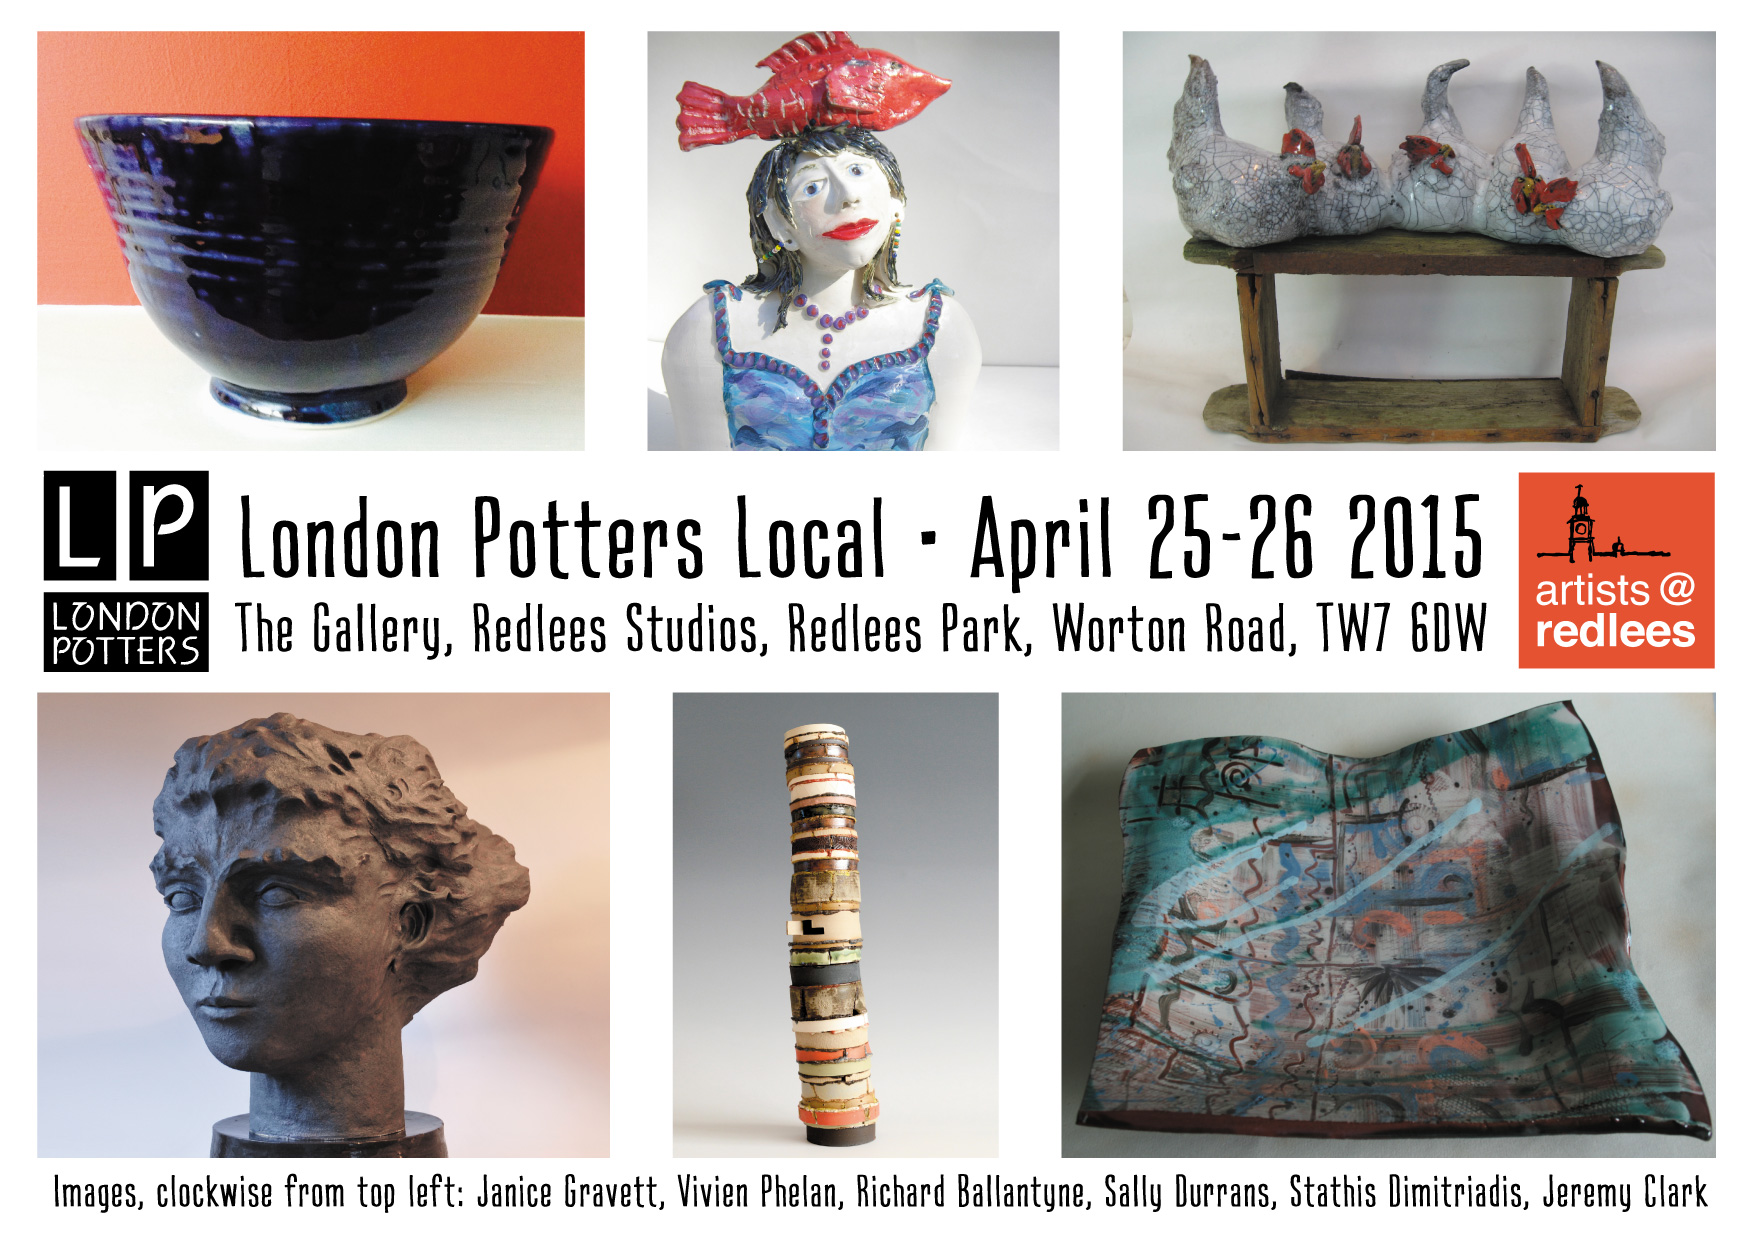 LP
LONDON
POTTERS
London Potters Local · April 25-26 2015
The Gallery, Redlees Studios, Redlees Park, Worton Road, TW7 6DW
artists @
redlees
Images, clockwise from top left: Janice Gravett, Vivien Phelan, Richard Ballantyne, Sally Durrans, Stathis Dimitriadis, Jeremy Clark